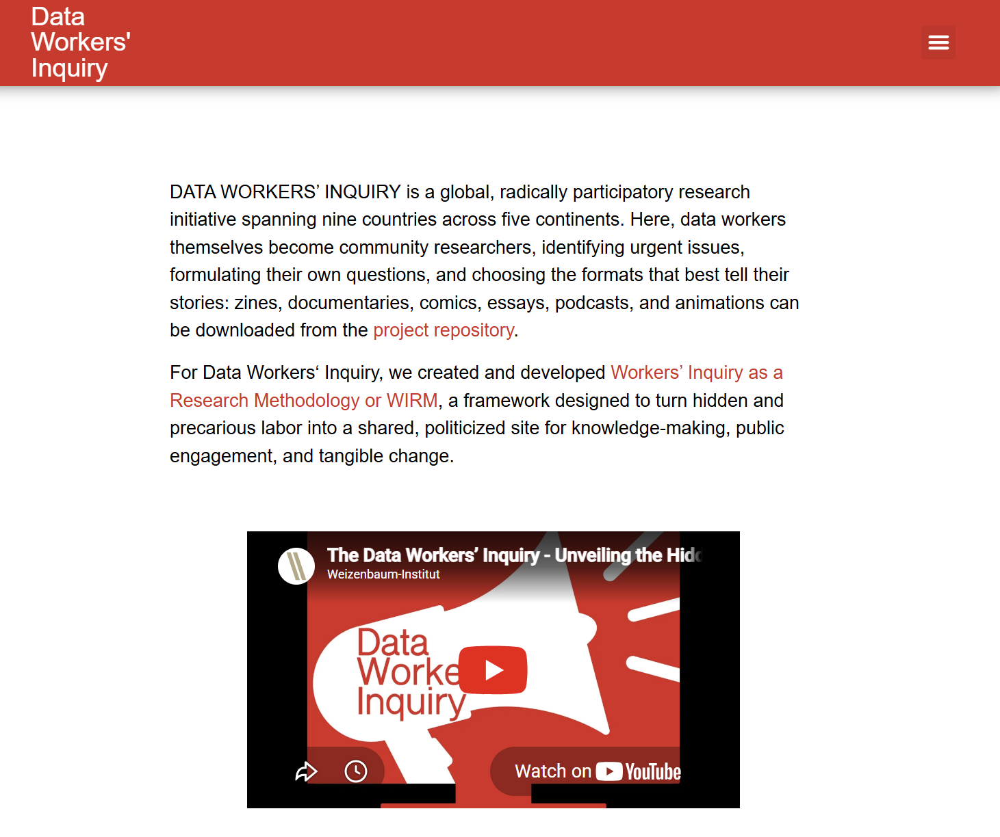 Data
Workers'
Inquiry
DATA WORKERS’ INQUIRY is a global, radically participatory research
initiative spanning nine countries across five continents. Here, data workers
themselves become community researchers, identifying urgent issues,
formulating their own questions, and choosing the formats that best tell their
stories: zines, documentaries, comics, essays, podcasts, and animations can
be downloaded from the project repository.
For Data Workers‘ Inquiry, we created and developed Workers’ Inquiry as a
Research Methodology or WIRM, a framework designed to turn hidden and
precarious labor into a shared, politicized site for knowledge-making, public
engagement, and tangible change.
The Data Workers’ Inquiry - Unveiling the Hidd
Weizenbaum-Institut
Data
Worke
Inquiry
Watch on YouTube